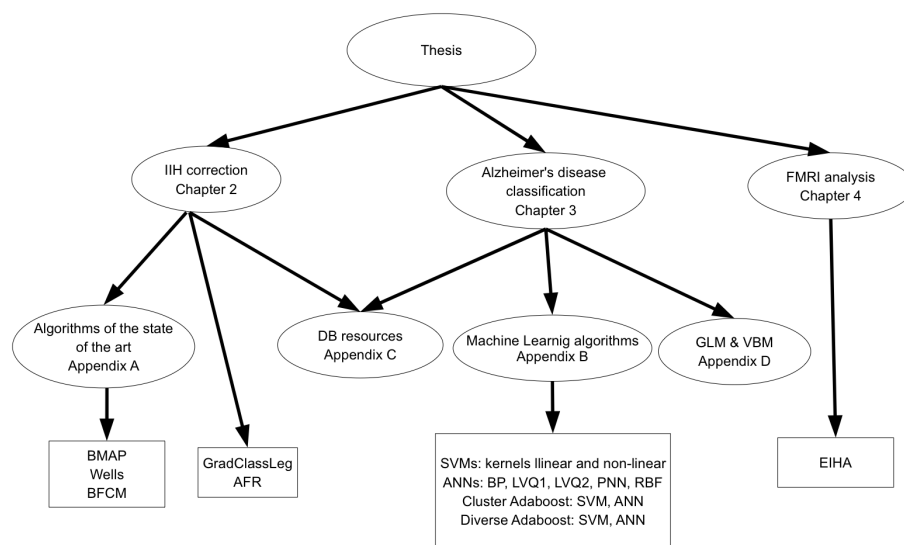 Thesis
IIH correction
Chapter 2
Alzheimer's disease
classification
Chapter 3
FMRI analysis
Chapter 4
Algorithms of the state
of the art
Appendix A
DB resources
Appendix C
Machine Learnig algorithms
Appendix B
GLM & VBM
Appendix D
BMAP
Wells
BFCM
GradClassLeg
AFR
SVMs: kernels llinear and non-linear
ANNs: BP, LVQ1, LVQ2, PNN, RBF
Cluster Adaboost: SVM, ANN
Diverse Adaboost: SVM, ANN
EIHA